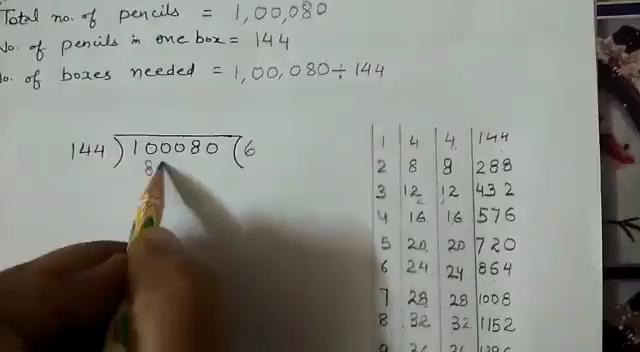 Total no. of pencils = 1,00,080
No. of pencils in one box = 144
No. of boxes needed = 1,00,080 ÷ 144
144 ) 100080 ( 6
8
1 4 4 144
2 8 8 288
3 12 12 432
4 16 16 576
5 20 20 720
6 24 24 864
7 28 28 1008
8 32 32 1152
9